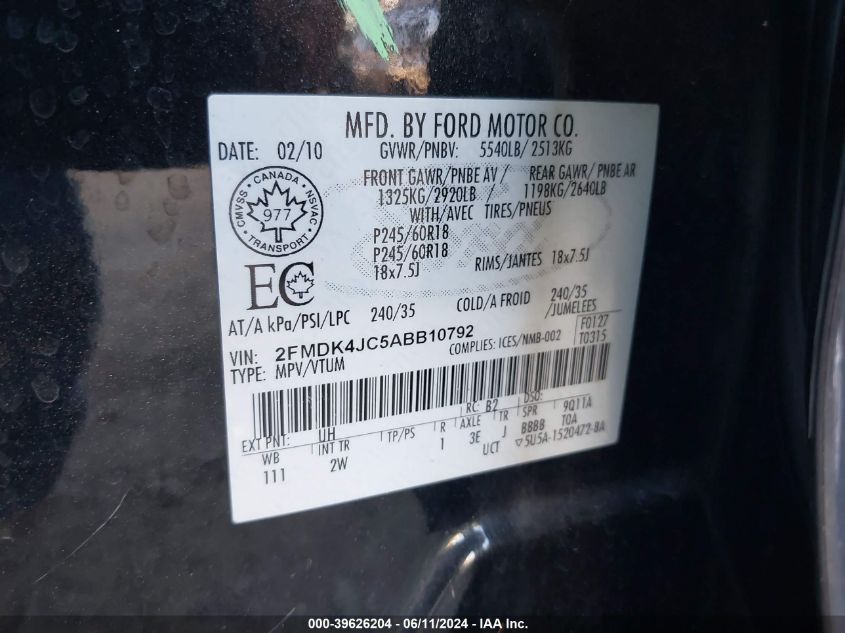 MFD. BY FORD MOTOR CO.
DATE: 02/10 GVWR/PNBV: 5540LB/ 2513KG
FRONT GAWR/PNBE AV / REAR GAWR/ PNBE AR
1325KG/2920LB / 1198KG/2640LB
WITH/AVEC TIRES/PNEUS
P245/60R18
P245/60R18
18x7.5J RIMS/JANTES 18x7.5J
CMVSS · CANADA · NSVAC
977
TRANSPORT
EC
AT/A kPa/PSI/LPC 240/35 COLD/A FROID 240/35
/JUMELEES
VIN: 2FMDK4JC5ABB10792 COMPLIES: ICES/NMB-002 F0127
TYPE: MPV/VTUM T0315
EXT PNT: UH RC: B2 DSO:
WB INT TR TP/PS R AXLE TR SPR 9Q11A
111 2W 1 3E J BBBB TOA
UCT ▽5U5A-1520472-BA
000-39626204 - 06/11/2024 - IAAI.com